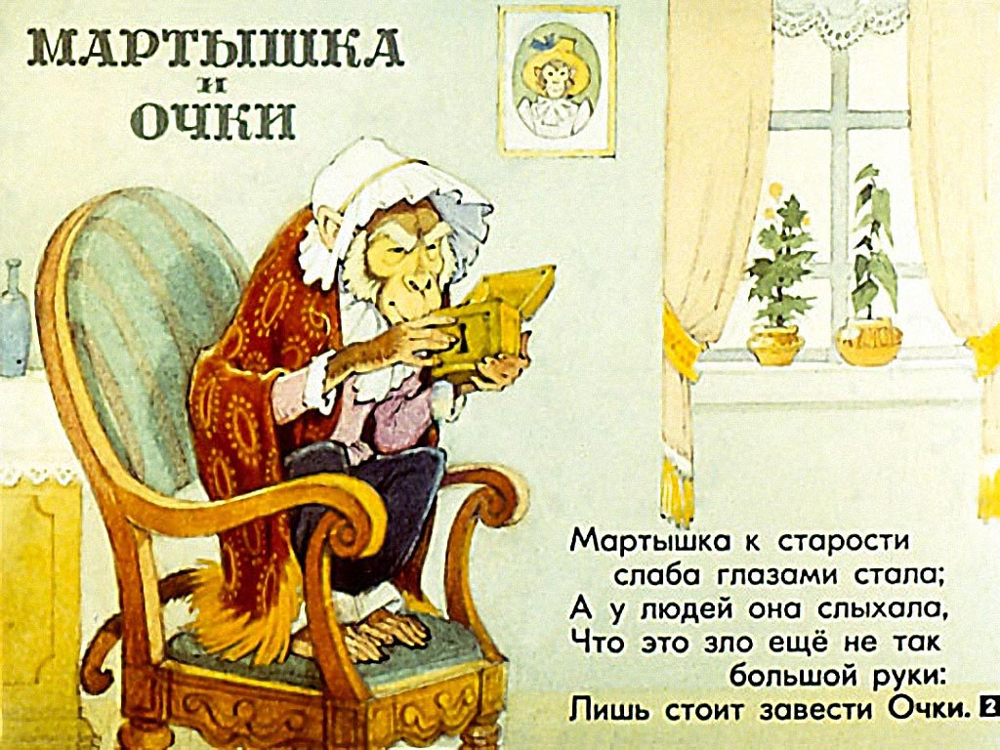 МАРТЫШКА
и
ОЧКИ
Мартышка к старости
слаба глазами стала;
А у людей она слыхала,
Что это зло ещё не так
большой руки:
Лишь стоит завести Очки. 2